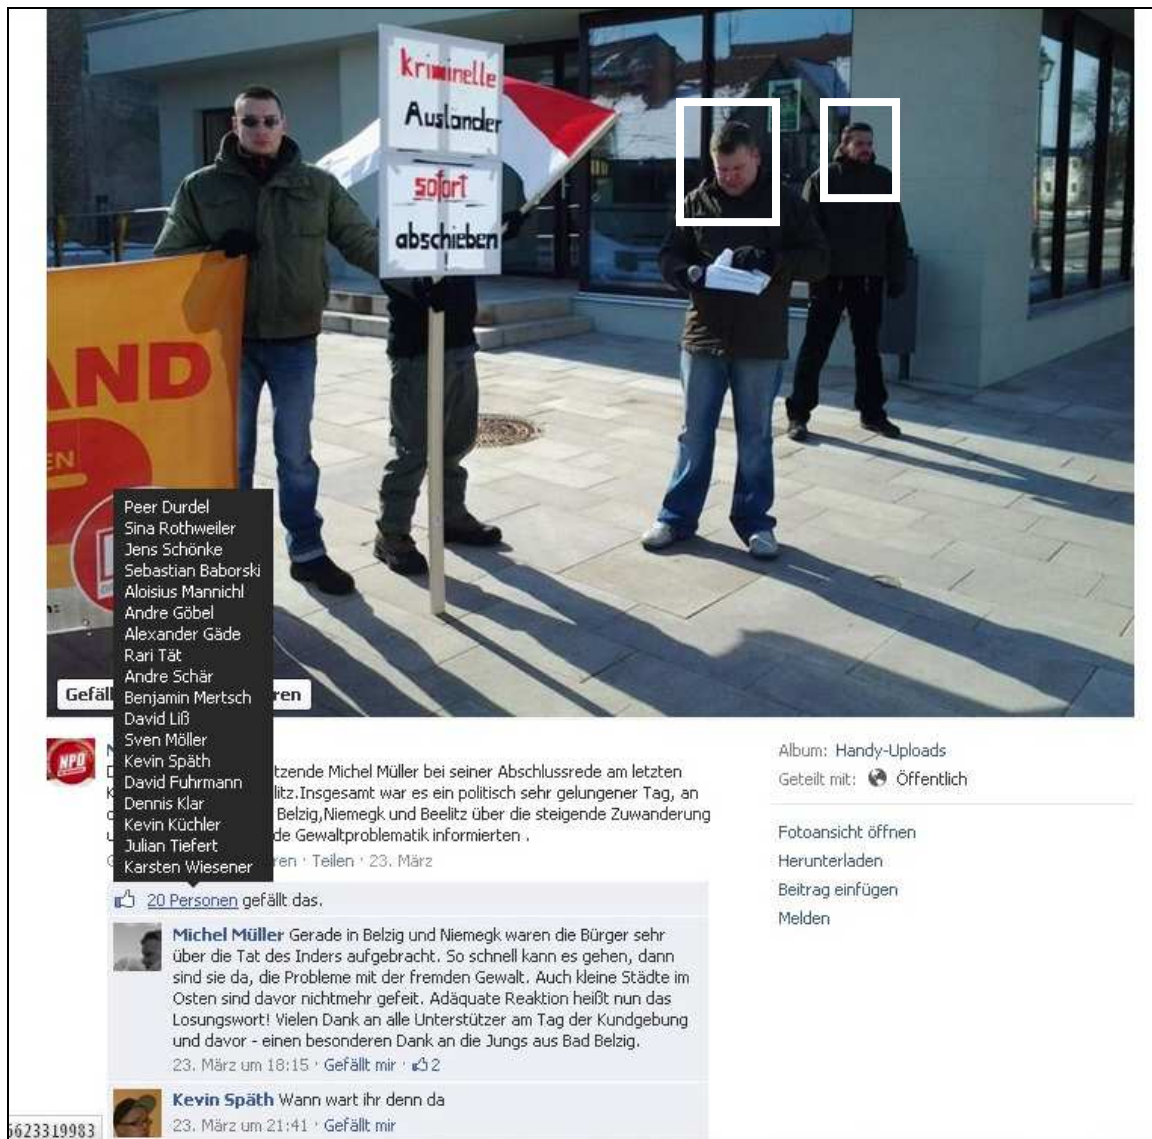 kriminelle
Ausländer
sofort
abschieben
AND
EN
Peer Durdel
Sina Rothweiler
Jens Schönke
Sebastian Baborski
Aloisius Mannichl
Andre Göbel
Alexander Gäde
Rari Tät
Andre Schär
Benjamin Mertsch
David Liß
Sven Möller
Kevin Späth
David Fuhrmann
Dennis Klar
Kevin Küchler
Julian Tiefert
Karsten Wiesener
Gefäll ren
NPD
tzende Michel Müller bei seiner Abschlussrede am letzten
litz.Insgesamt war es ein politisch sehr gelungener Tag, an
Belzig,Niemegk und Beelitz über die steigende Zuwanderung
de Gewaltproblematik informierten .
ren · Teilen · 23. März
Album: Handy-Uploads
Geteilt mit: Öffentlich
Fotoansicht öffnen
Herunterladen
Beitrag einfügen
Melden
20 Personen gefällt das.
Michel Müller Gerade in Belzig und Niemegk waren die Bürger sehr
über die Tat des Inders aufgebracht. So schnell kann es gehen, dann
sind sie da, die Probleme mit der fremden Gewalt. Auch kleine Städte im
Osten sind davor nichtmehr gefeit. Adäquate Reaktion heißt nun das
Losungswort! Vielen Dank an alle Unterstützer am Tag der Kundgebung
und davor - einen besonderen Dank an die Jungs aus Bad Belzig.
23. März um 18:15 · Gefällt mir · 2
Kevin Späth Wann wart ihr denn da
23. März um 21:41 · Gefällt mir
5623319983